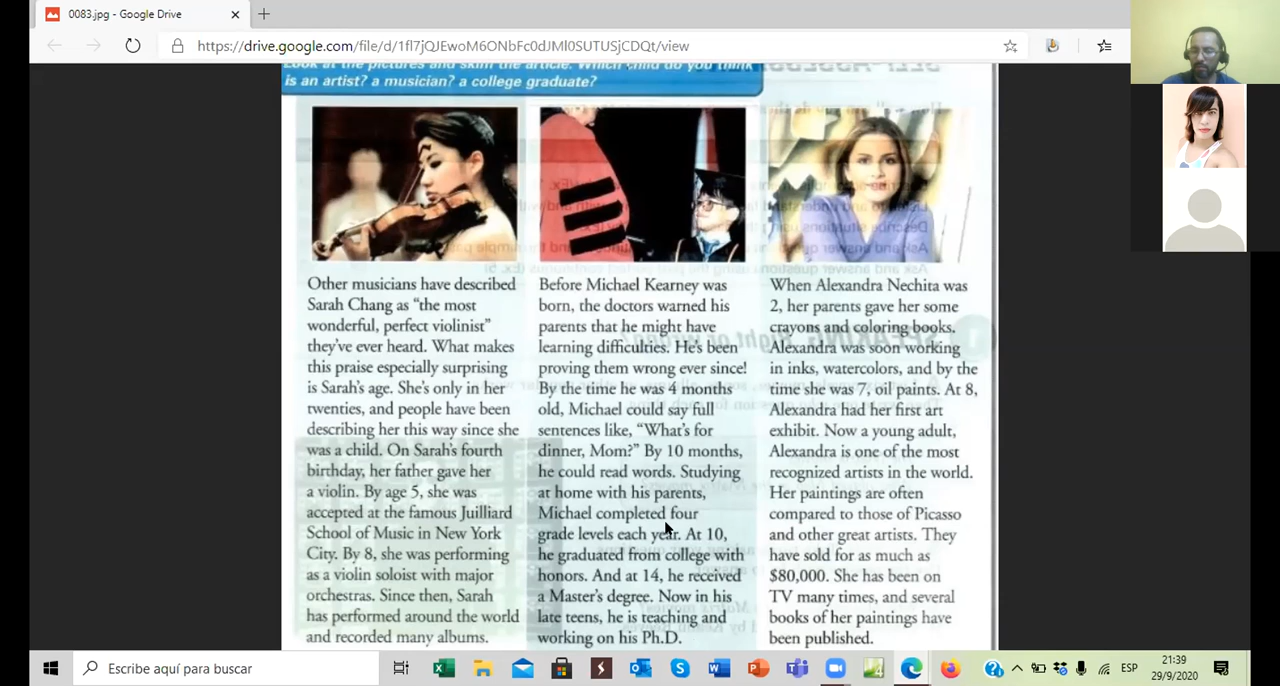 0083.jpg - Google Drive
https://drive.google.com/file/d/1fl7jQJEwoM6ONbFc0dJMl0SUTUSjCDQt/view
Look at the pictures and skim the article. Which child do you think
is an artist? a musician? a college graduate?
Other musicians have described
Sarah Chang as “the most
wonderful, perfect violinist”
they’ve ever heard. What makes
this praise especially surprising
is Sarah’s age. She’s only in her
twenties, and people have been
describing her this way since she
was a child. On Sarah’s fourth
birthday, her father gave her
a violin. By age 5, she was
accepted at the famous Juilliard
School of Music in New York
City. By 8, she was performing
as a violin soloist with major
orchestras. Since then, Sarah
has performed around the world
and recorded many albums.
Before Michael Kearney was
born, the doctors warned his
parents that he might have
learning difficulties. He’s been
proving them wrong ever since!
By the time he was 4 months
old, Michael could say full
sentences like, “What’s for
dinner, Mom?” By 10 months,
he could read words. Studying
at home with his parents,
Michael completed four
grade levels each year. At 10,
he graduated from college with
honors. And at 14, he received
a Master’s degree. Now in his
late teens, he is teaching and
working on his Ph.D.
When Alexandra Nechita was
2, her parents gave her some
crayons and coloring books.
Alexandra was soon working
in inks, watercolors, and by the
time she was 7, oil paints. At 8,
Alexandra had her first art
exhibit. Now a young adult,
Alexandra is one of the most
recognized artists in the world.
Her paintings are often
compared to those of Picasso
and other great artists. They
have sold for as much as
$80,000. She has been on
TV many times, and several
books of her paintings have
been published.
Escribe aquí para buscar
ESP
21:39
29/9/2020